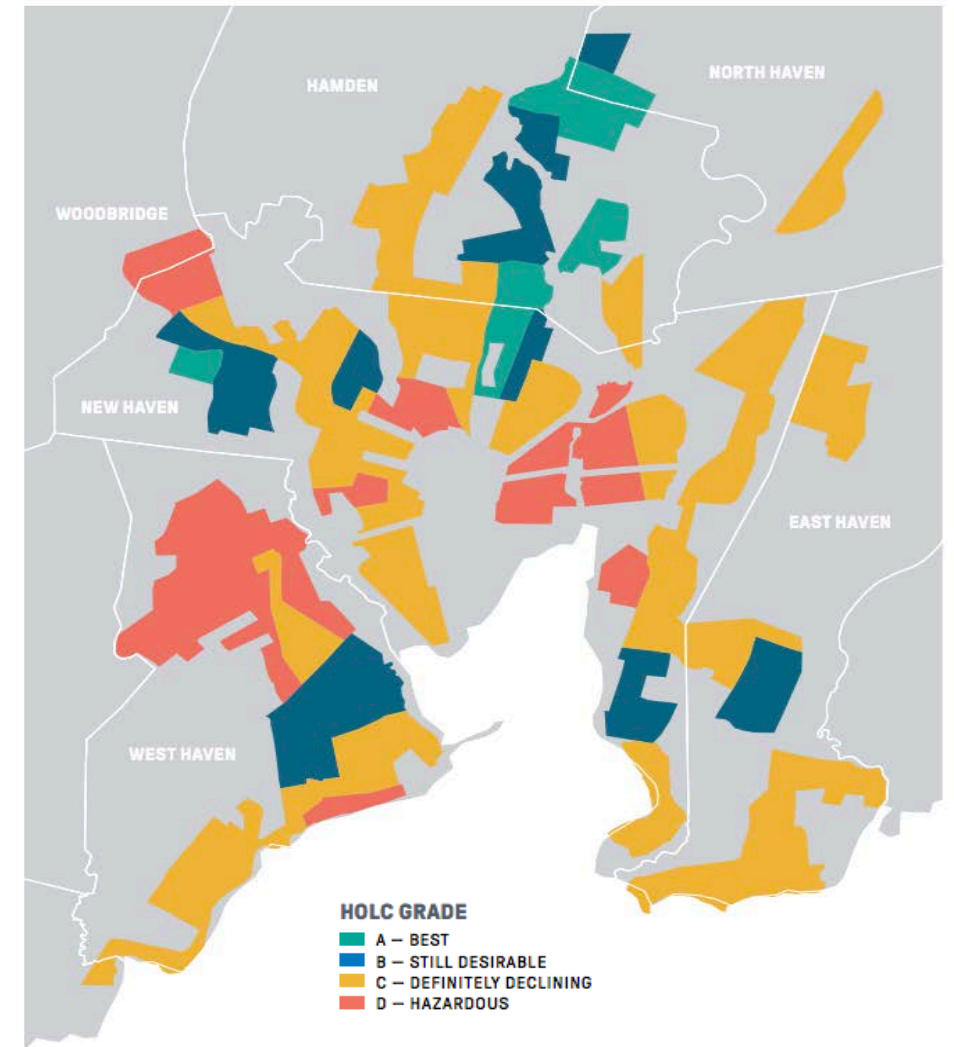 HAMDEN
NORTH HAVEN
WOODBRIDGE
NEW HAVEN
EAST HAVEN
WEST HAVEN
HOLC GRADE
A – BEST
B – STILL DESIRABLE
C – DEFINITELY DECLINING
D – HAZARDOUS